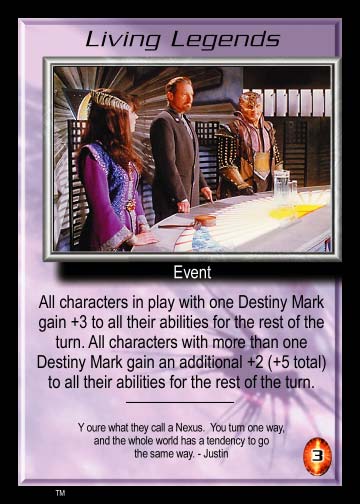 Living Legends
Event
All characters in play with one Destiny Mark
gain +3 to all their abilities for the rest of the
turn. All characters with more than one
Destiny Mark gain an additional +2 (+5 total)
to all their abilities for the rest of the turn.
Y oure what they call a Nexus.  You turn one way,
and the whole world has a tendency to go
the same way. - Justin
3
TM